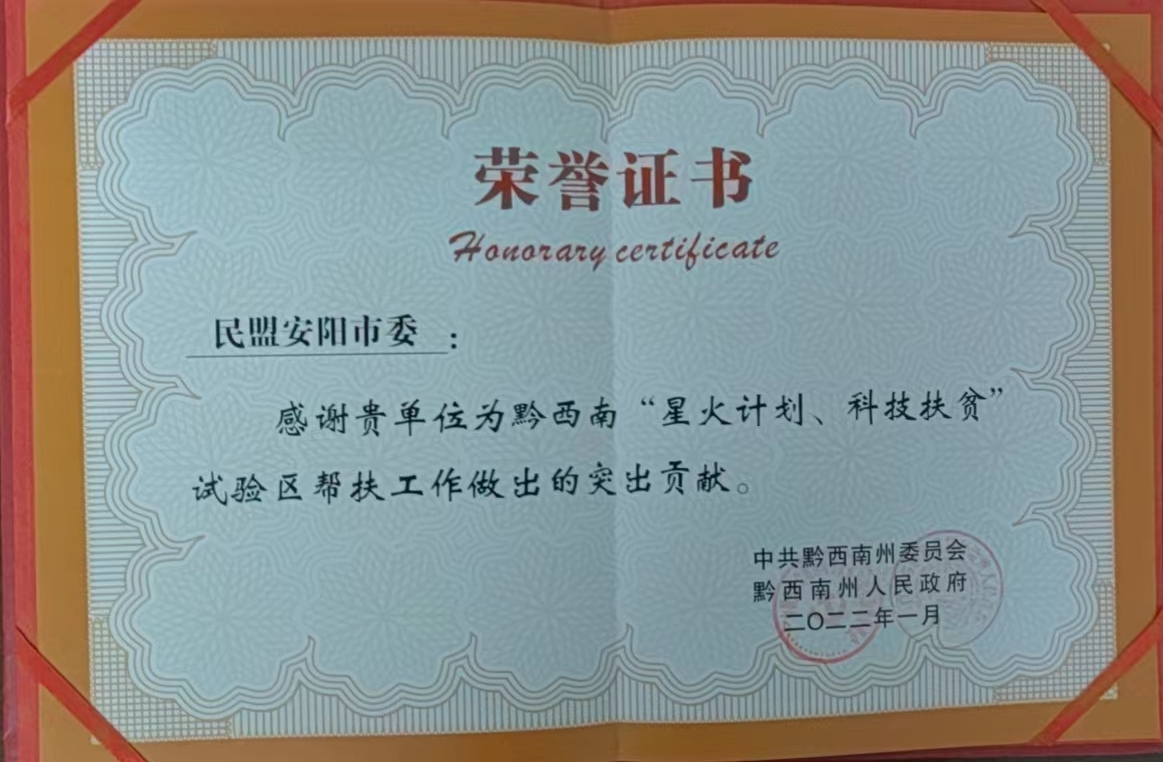 荣誉证书
Honorary certificate
民盟安阳市委：
感谢贵单位为黔西南“星火计划、科技扶贫”
试验区帮扶工作做出的突出贡献。
中共黔西南州委员会
黔西南州人民政府
二〇二二年一月